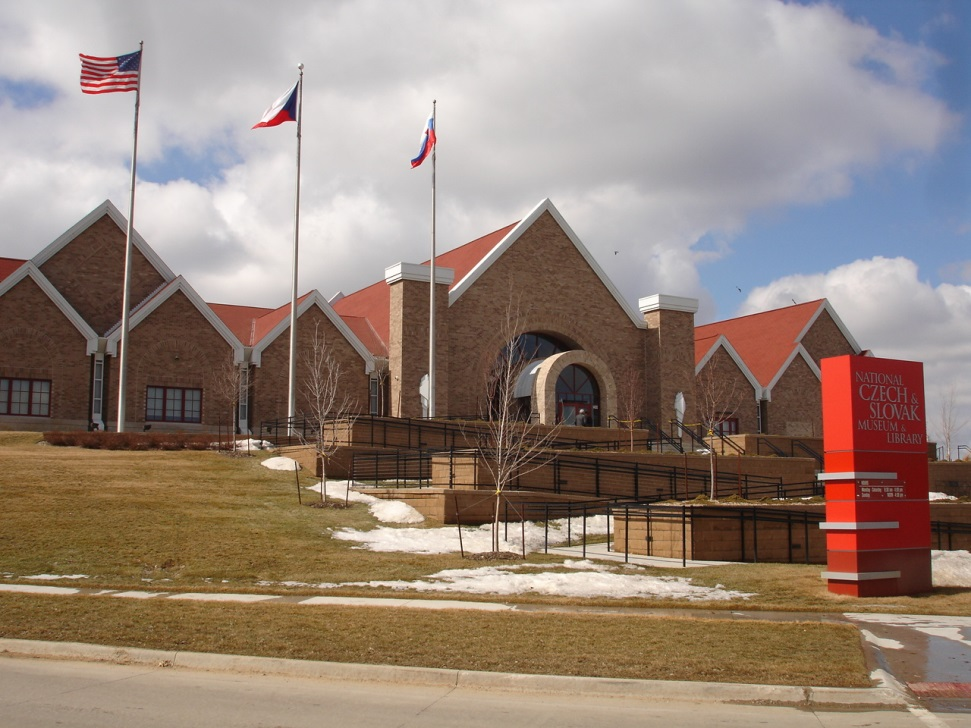 NATIONAL
CZECH &
SLOVAK
MUSEUM &
LIBRARY